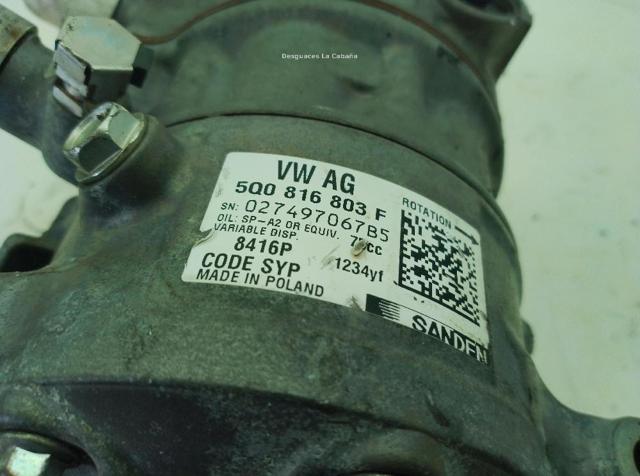 Desguaces La Cabaña
VW AG
5Q0 816 803 F
SN: 027497067B5
OIL: SP-A2 OR EQUIV.
VARIABLE DISP.
8416P
1234yf
CODE SYP
MADE IN POLAND
ROTATION
SANDEN